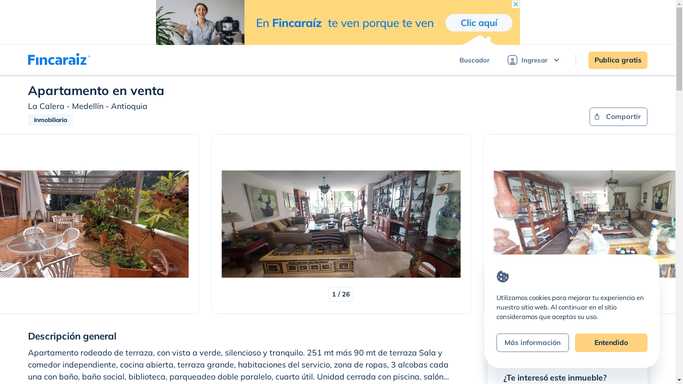 En Fincaraíz te ven porque te ven
Clic aquí
Fincaraiz
Buscador
Ingresar
Publica gratis
Apartamento en venta
La Calera - Medellín - Antioquia
Inmobiliaria
Compartir
1 / 26
Utilizamos cookies para mejorar tu experiencia en
nuestro sitio web. Al continuar en el sitio
consideramos que aceptas su uso.
Más información
Entendido
Descripción general
Apartamento rodeado de terraza, con vista a verde, silencioso y tranquilo. 251 mt más 90 mt de terraza Sala y
comedor independiente, cocina abierta, terraza grande, habitaciones del servicio, zona de ropas, 3 alcobas cada
una con baño, baño social, biblioteca, parqueadero doble paralelo, cuarto útil. Unidad cerrada con piscina, salón...
¿Te interesó este inmueble?